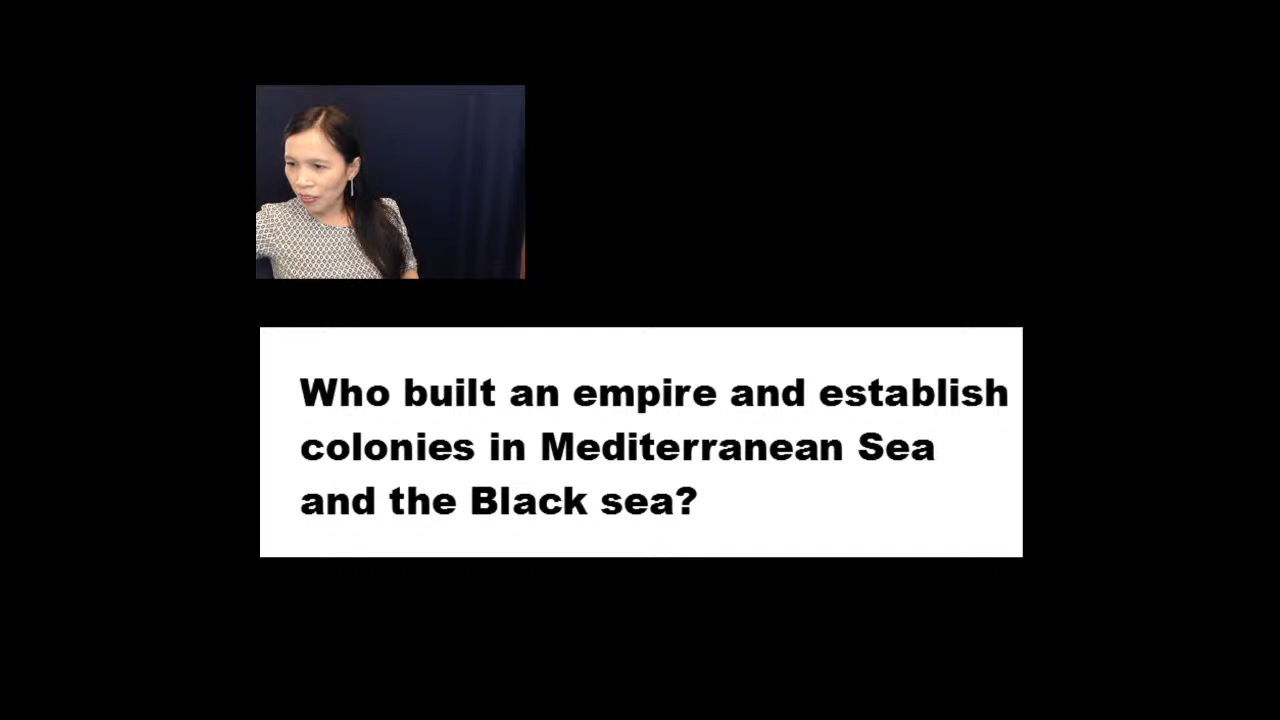 Who built an empire and establish
colonies in Mediterranean Sea
and the Black sea?